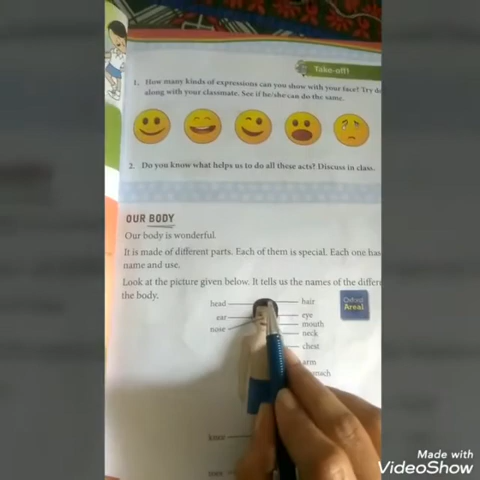 Take-off!
1. How many kinds of expressions can you show with your face? Try
along with your classmate. See if he/she can do the same.
2. Do you know what helps us to do all these acts? Discuss in class.
OUR BODY
Our body is wonderful.
It is made of different parts. Each of them is special. Each one has
name and use.
Look at the picture given below. It tells us the names of the
the body.
head
hair
ear
eye
nose
mouth
neck
chest
arm
knee
Made with
VideoShow